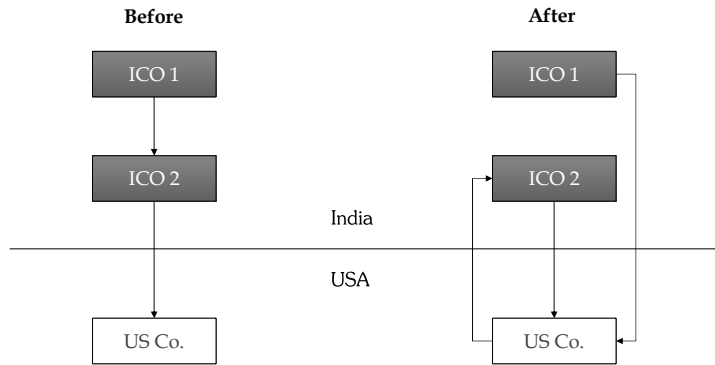 Before
After
ICO 1
ICO 1
ICO 2
ICO 2
India
USA
US Co.
US Co.